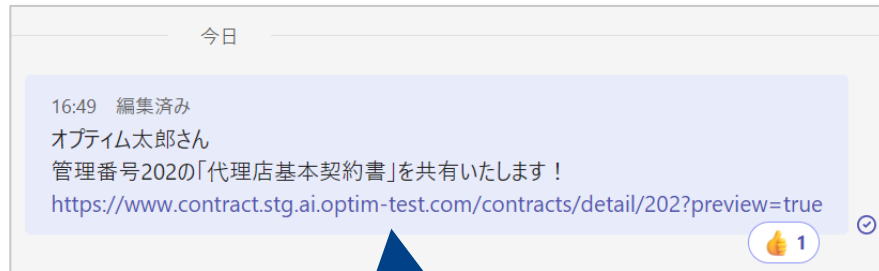 今日
16:49 編集済み
オプティム太郎さん
管理番号202の「代理店基本契約書」を共有いたします！
https://www.contract.stg.ai.optim-test.com/contracts/detail/202?preview=true
👍 1